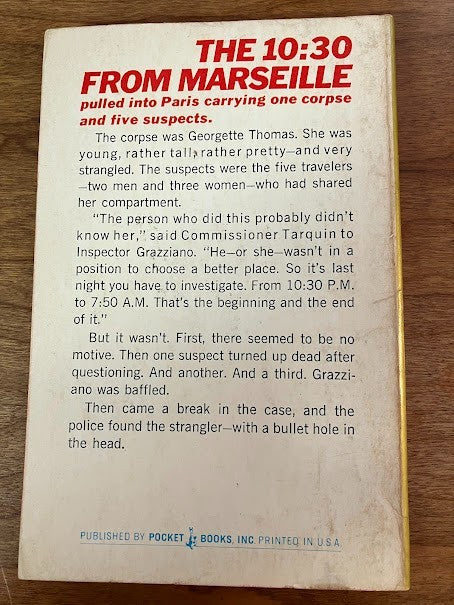 THE 10:30
FROM MARSEILLE
pulled into Paris carrying one corpse
and five suspects.
The corpse was Georgette Thomas. She was
young, rather tall, rather pretty—and very
strangled. The suspects were the five travelers
—two men and three women—who had shared
her compartment.
"The person who did this probably didn't
know her," said Commissioner Tarquin to
Inspector Grazziano. "He—or she—wasn't in a
position to choose a better place. So it's last
night you have to investigate. From 10:30 P.M.
to 7:50 A.M. That's the beginning and the end
of it."
But it wasn't. First, there seemed to be no
motive. Then one suspect turned up dead after
questioning. And another. And a third. Grazzi-
ano was baffled.
Then came a break in the case, and the
police found the strangler—with a bullet hole in
the head.
PUBLISHED BY POCKET BOOKS, INC. PRINTED IN U.S.A.